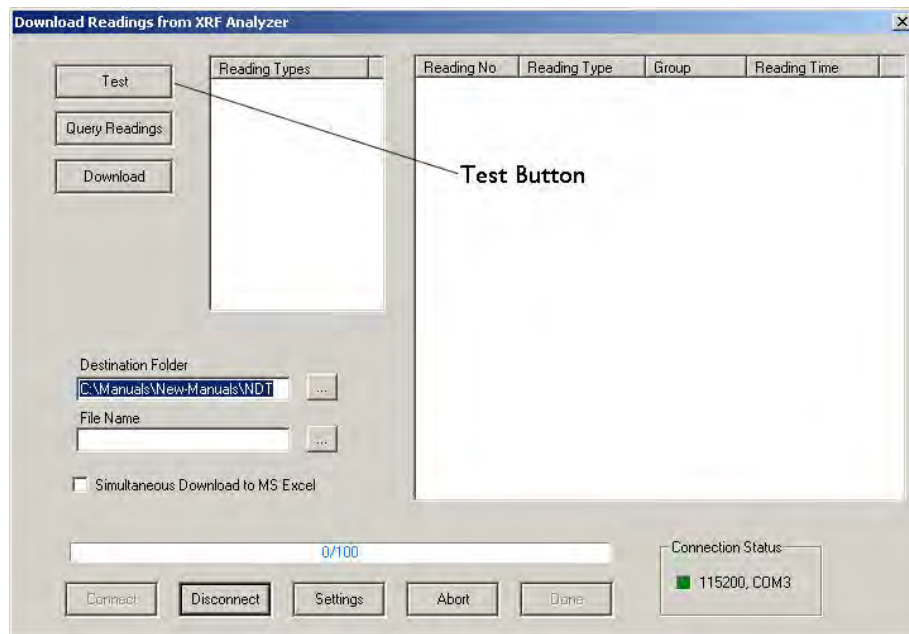 Download Readings from XRF Analyzer
Test
Query Readings
Download
Reading Types
Reading No Reading Type Group Reading Time
Test Button
Destination Folder
C:\Manuals\New-Manuals\NDT
...
File Name
...
Simultaneous Download to MS Excel
0/100
Connection Status
115200, COM3
Connect Disconnect Settings Abort Done